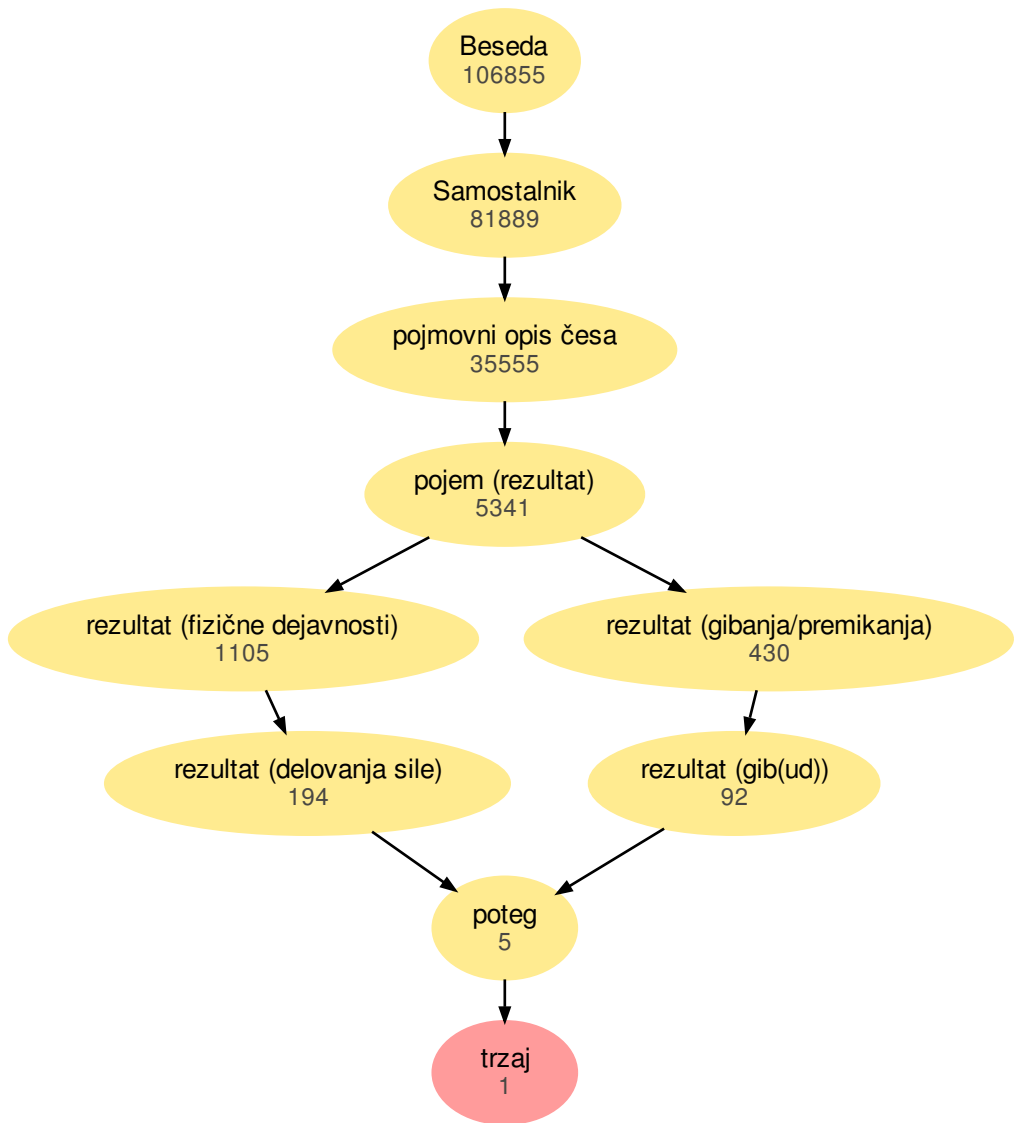 Beseda
106855
Samostalnik
81889
pojmovni opis česa
35555
pojem (rezultat)
5341
rezultat (fizične dejavnosti)
1105
rezultat (gibanja/premikanja)
430
rezultat (delovanja sile)
194
rezultat (gib(ud))
92
poteg
5
trzaj
1